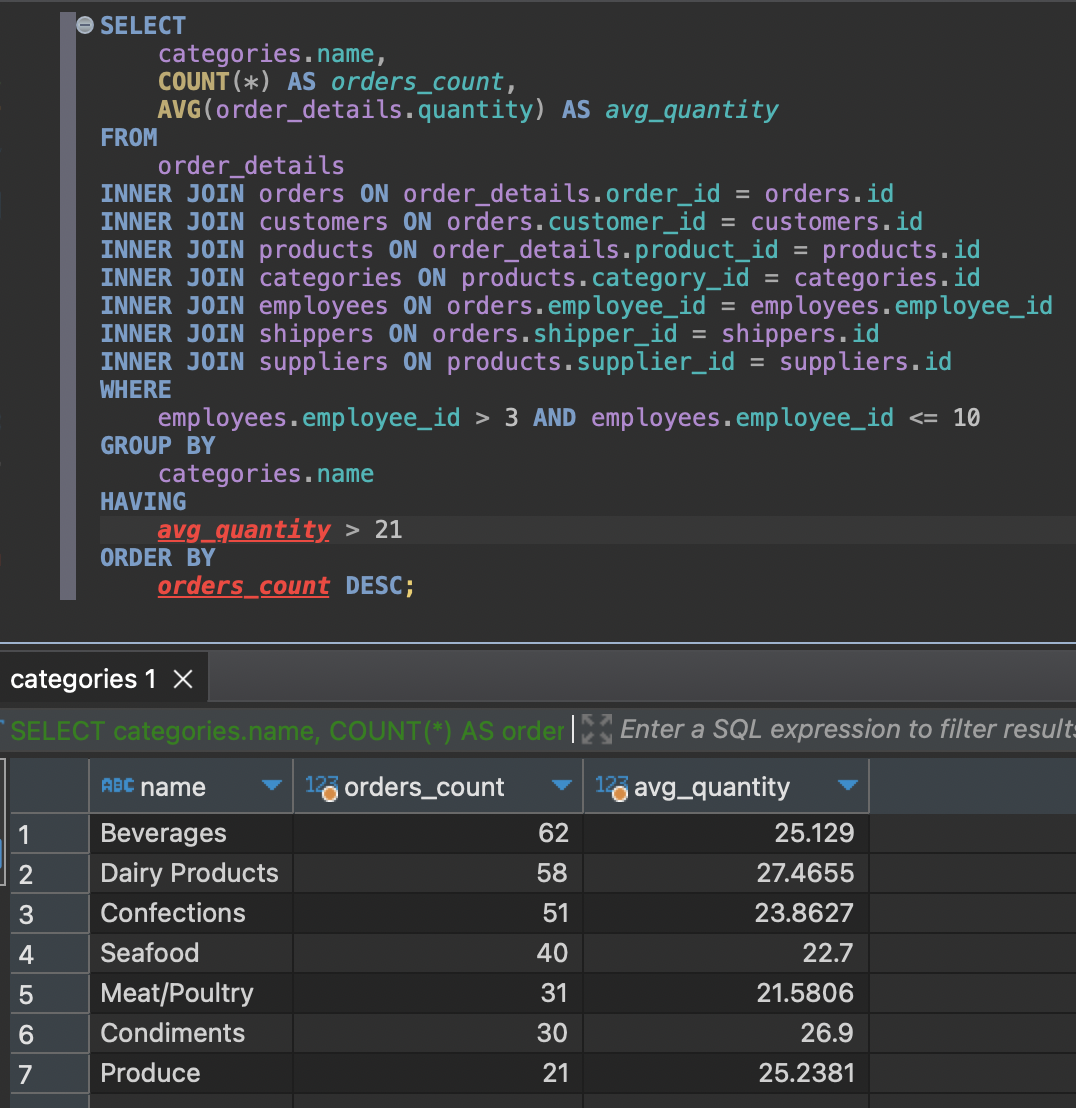 SELECT
categories.name,
COUNT(*) AS orders_count,
AVG(order_details.quantity) AS avg_quantity
FROM
order_details
INNER JOIN orders ON order_details.order_id = orders.id
INNER JOIN customers ON orders.customer_id = customers.id
INNER JOIN products ON order_details.product_id = products.id
INNER JOIN categories ON products.category_id = categories.id
INNER JOIN employees ON orders.employee_id = employees.employee_id
INNER JOIN shippers ON orders.shipper_id = shippers.id
INNER JOIN suppliers ON products.supplier_id = suppliers.id
WHERE
employees.employee_id > 3 AND employees.employee_id <= 10
GROUP BY
categories.name
HAVING
avg_quantity > 21
ORDER BY
orders_count DESC;
categories 1
SELECT categories.name, COUNT(*) AS order Enter a SQL expression to filter results
ABC name 123 orders_count 123 avg_quantity
1 Beverages 62 25.129
2 Dairy Products 58 27.4655
3 Confections 51 23.8627
4 Seafood 40 22.7
5 Meat/Poultry 31 21.5806
6 Condiments 30 26.9
7 Produce 21 25.2381